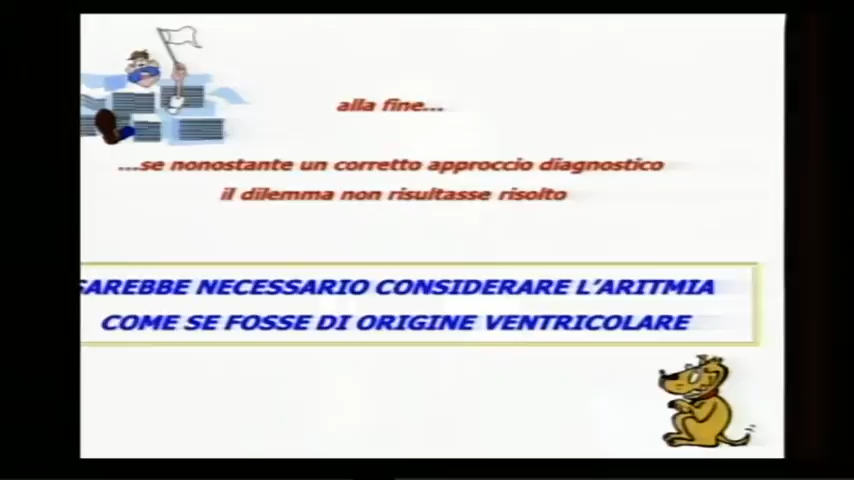 alla fine...
...se nonostante un corretto approccio diagnostico
il dilemma non risultasse risolto
SAREBBE NECESSARIO CONSIDERARE L'ARITMIA
COME SE FOSSE DI ORIGINE VENTRICOLARE